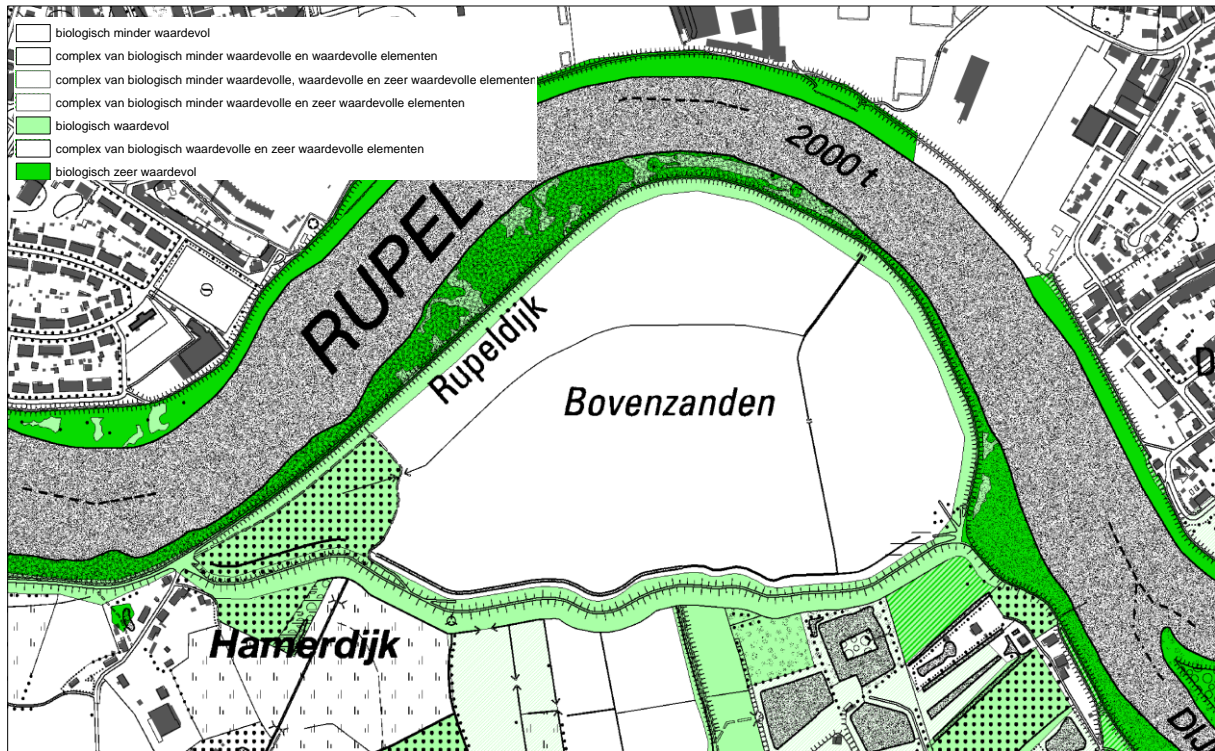 biologisch minder waardevol
complex van biologisch minder waardevolle en waardevolle elementen
complex van biologisch minder waardevolle, waardevolle en zeer waardevolle elementen
complex van biologisch minder waardevolle en zeer waardevolle elementen
biologisch waardevol
complex van biologisch waardevolle en zeer waardevolle elementen
biologisch zeer waardevol
2000 t
RUPEL
Rupeldijk
Bovenzanden
D
Hamerdijk
DIJ